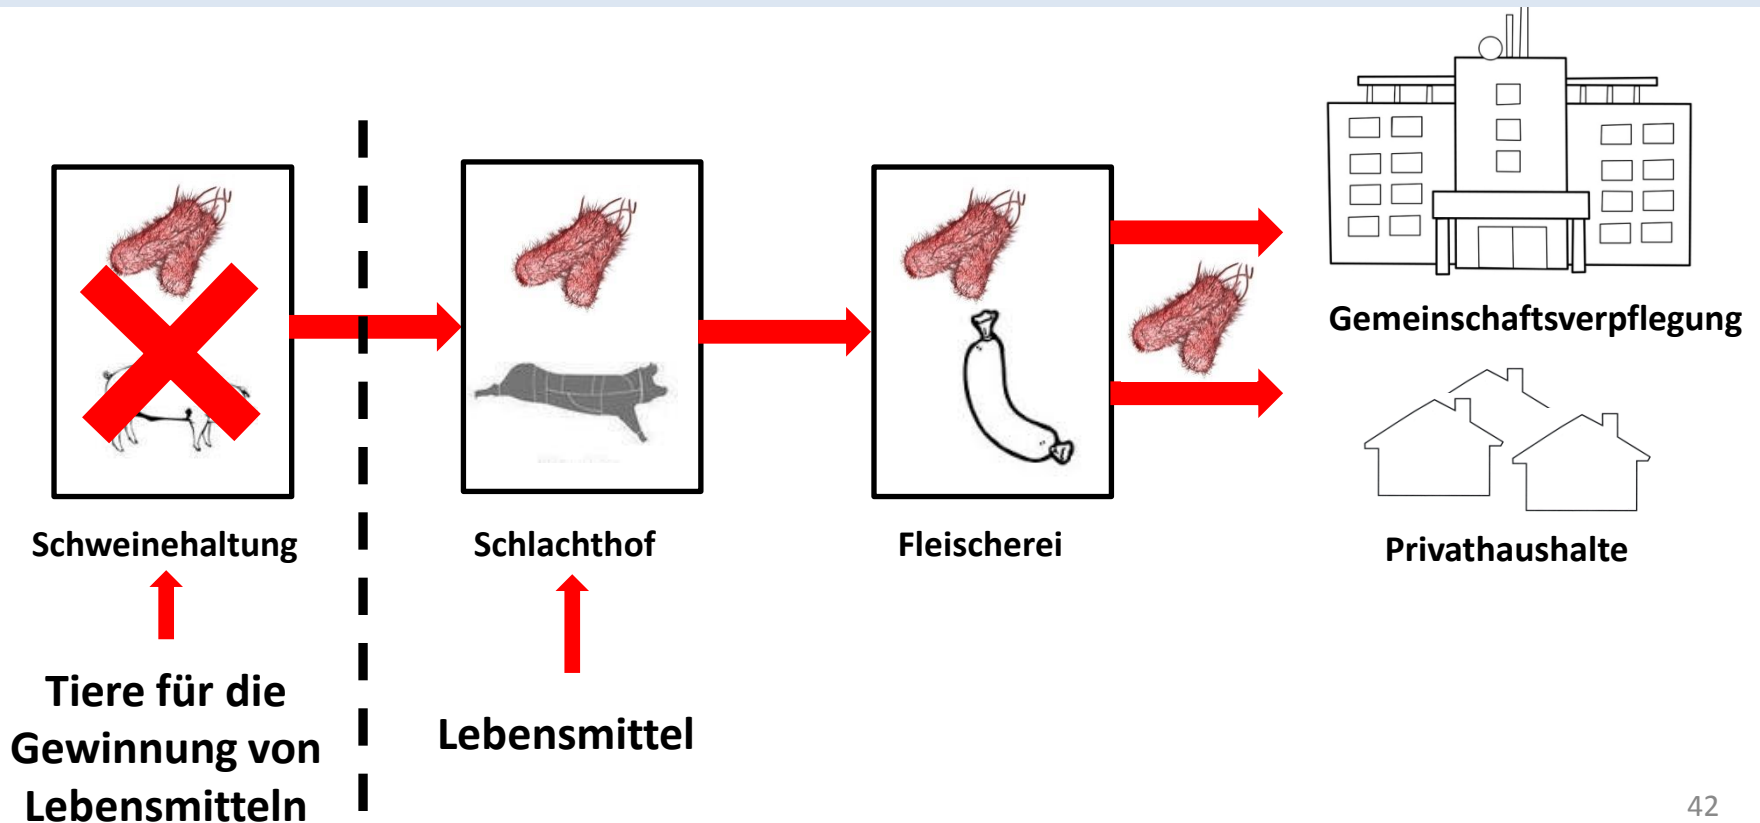 Schweinehaltung
Schlachthof
Fleischerei
Gemeinschaftsverpflegung
Privathaushalte
Tiere für die
Gewinnung von
Lebensmitteln
Lebensmittel
42